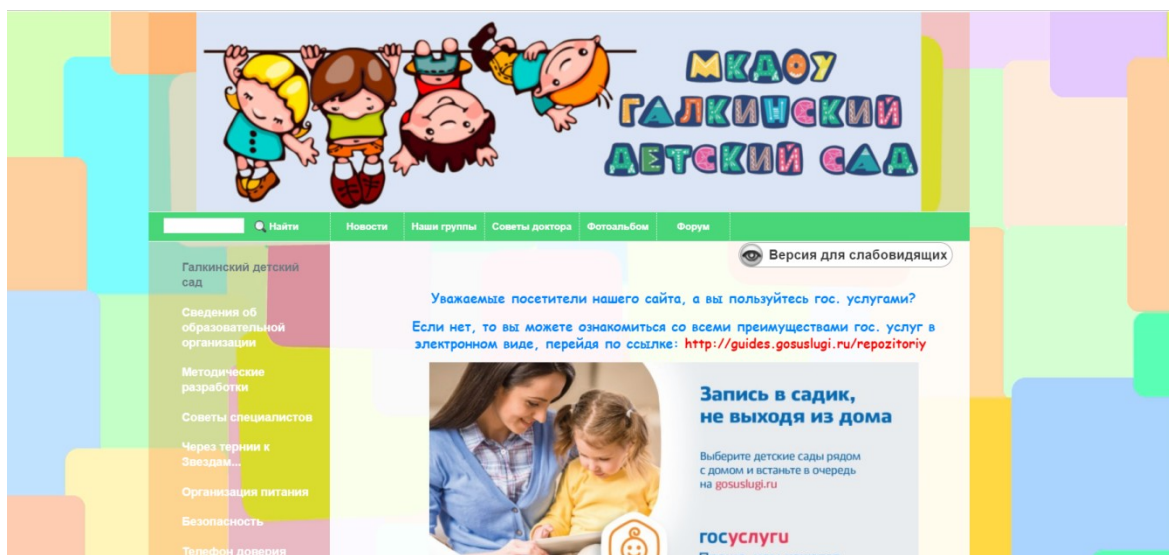 МКДОУ
ГАЛКИНСКИЙ
ДЕТСКИЙ САД
Найти
Новости
Наши группы
Советы доктора
Фотоальбом
Форум
Версия для слабовидящих
Галкинский детский
сад
Сведения об
образовательной
организации
Методические
разработки
Советы специалистов
Через тернии к
Звездам...
Организация питания
Безопасность
Телефон доверия
Уважаемые посетители нашего сайта, а вы пользуйтесь гос. услугами?
Если нет, то вы можете ознакомиться со всеми преимуществами гос. услуг в
электронном виде, перейдя по ссылке: http://guides.gosuslugi.ru/repozitoriy
Запись в садик,
не выходя из дома
Выберите детские сады рядом
с домом и встаньте в очередь
на gosuslugi.ru
госуслуги